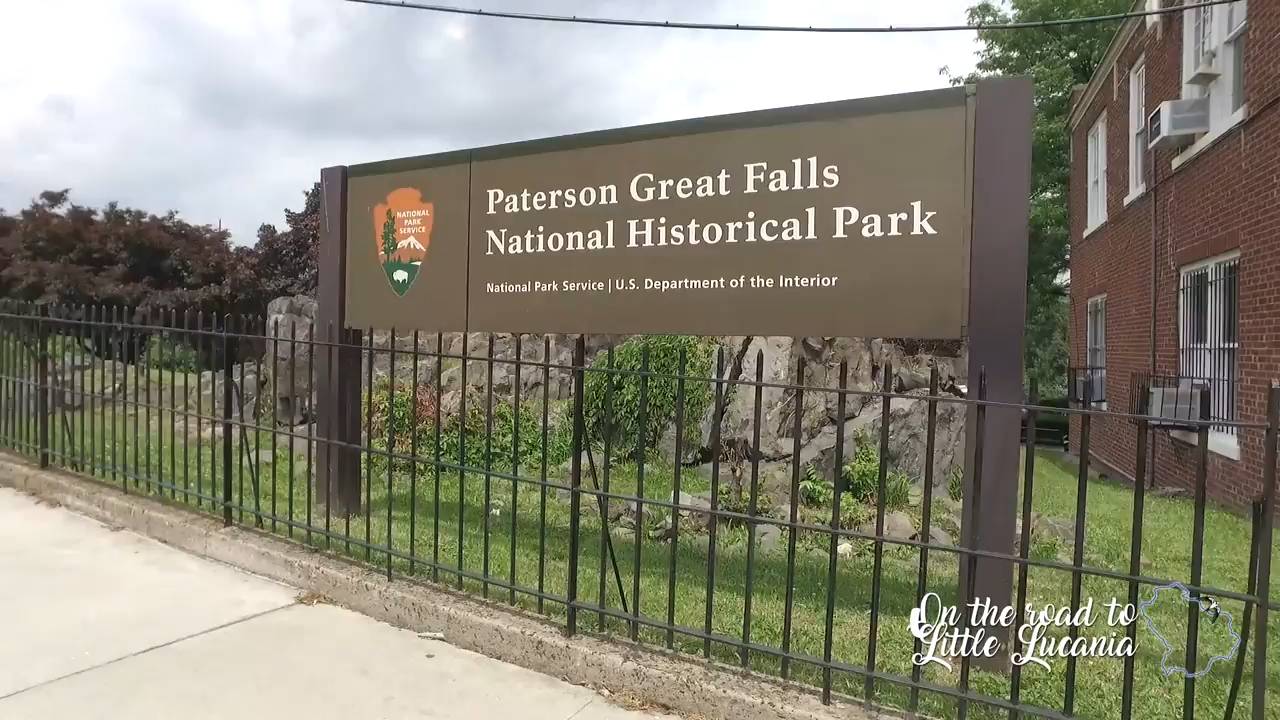 NATIONAL
PARK
SERVICE
Paterson Great Falls
National Historical Park
National Park Service | U.S. Department of the Interior
On the road to
Little Lucania